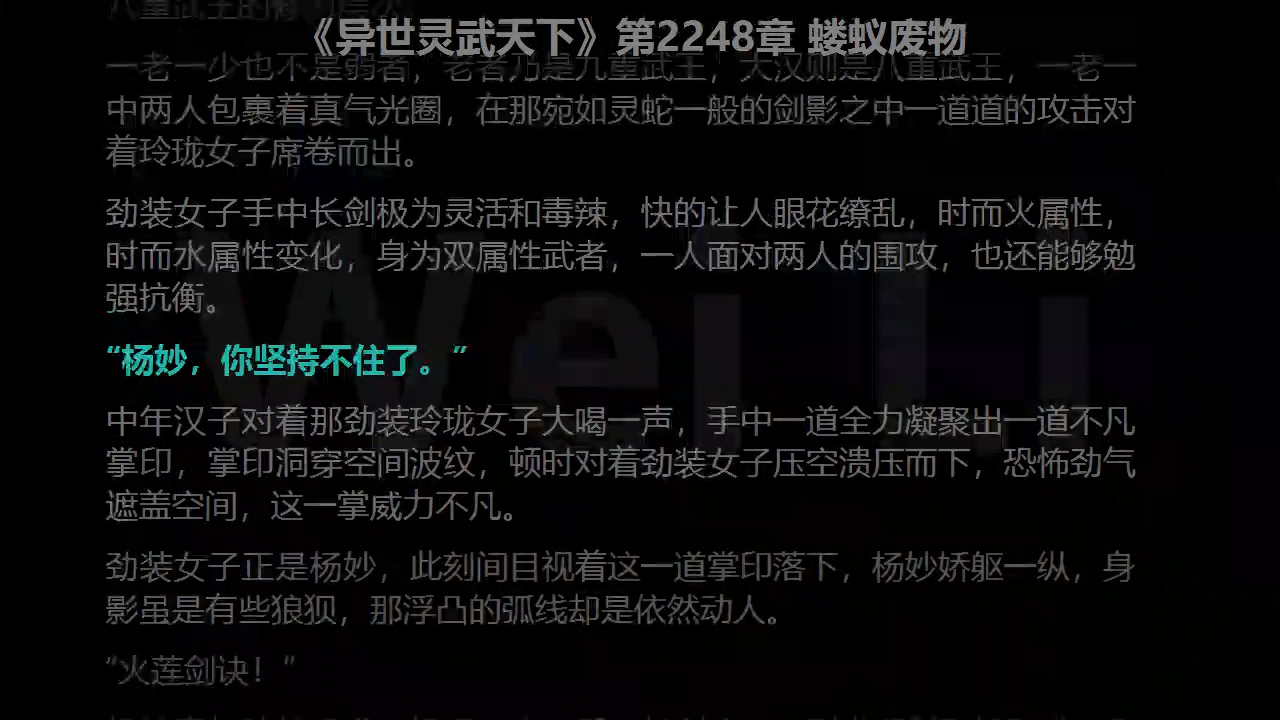 《异世灵武天下》第2248章 蝼蚁废物
一老一少也不是弱者，老者乃是九重武王，大汉则是八重武王，一老一
中两人包裹着真气光圈，在那宛如灵蛇一般的剑影之中一道道的攻击对
着玲珑女子席卷而出。
劲装女子手中长剑极为灵活和毒辣，快的让人眼花缭乱，时而火属性，
时而水属性变化，身为双属性武者，一人面对两人的围攻，也还能够勉
强抗衡。
“杨妙，你坚持不住了。”
中年汉子对着那劲装玲珑女子大喝一声，手中一道全力凝聚出一道不凡
掌印，掌印洞穿空间波纹，顿时对着劲装女子压空溃压而下，恐怖劲气
遮盖空间，这一掌威力不凡。
劲装女子正是杨妙，此刻间目视着这一道掌印落下，杨妙娇躯一纵，身
影虽是有些狼狈，那浮凸的弧线却是依然动人。
“火莲剑诀！”
Wei Li